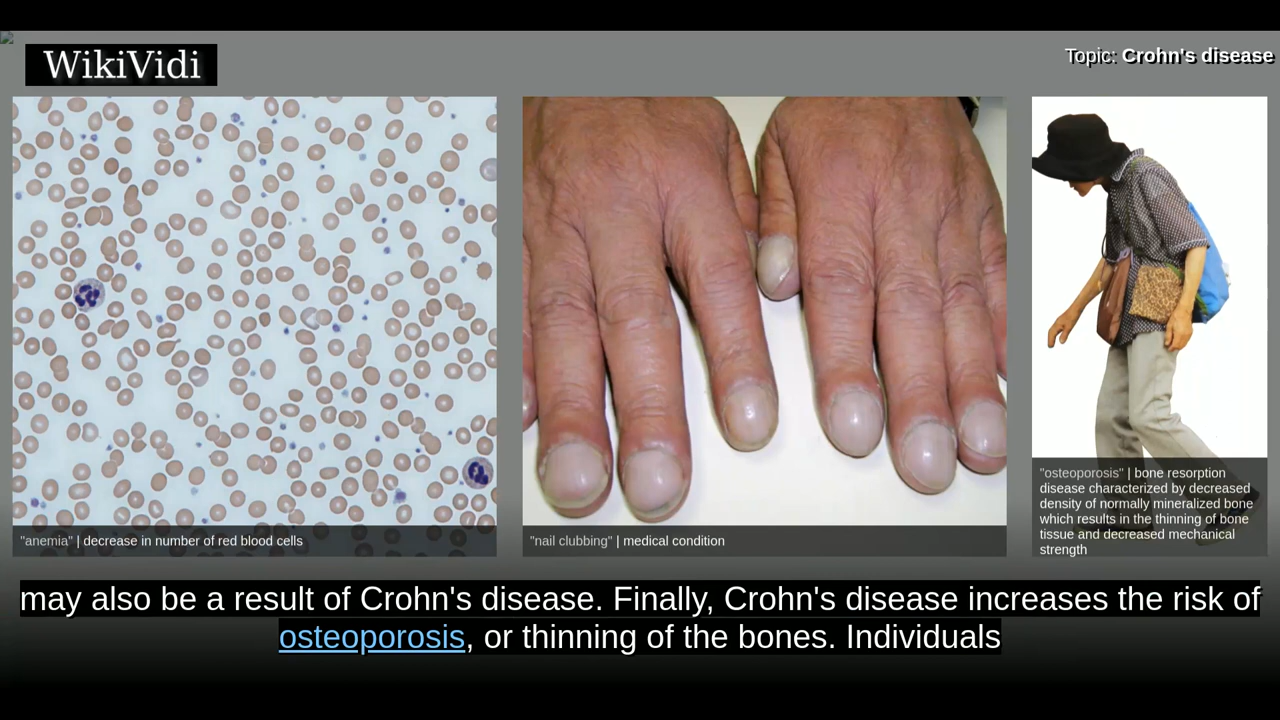 WikiVidi
Topic: Crohn's disease
"anemia" | decrease in number of red blood cells
"nail clubbing" | medical condition
"osteoporosis" | bone resorption
disease characterized by decreased
density of normally mineralized bone
which results in the thinning of bone
tissue and decreased mechanical
strength
may also be a result of Crohn's disease. Finally, Crohn's disease increases the risk of
osteoporosis, or thinning of the bones. Individuals